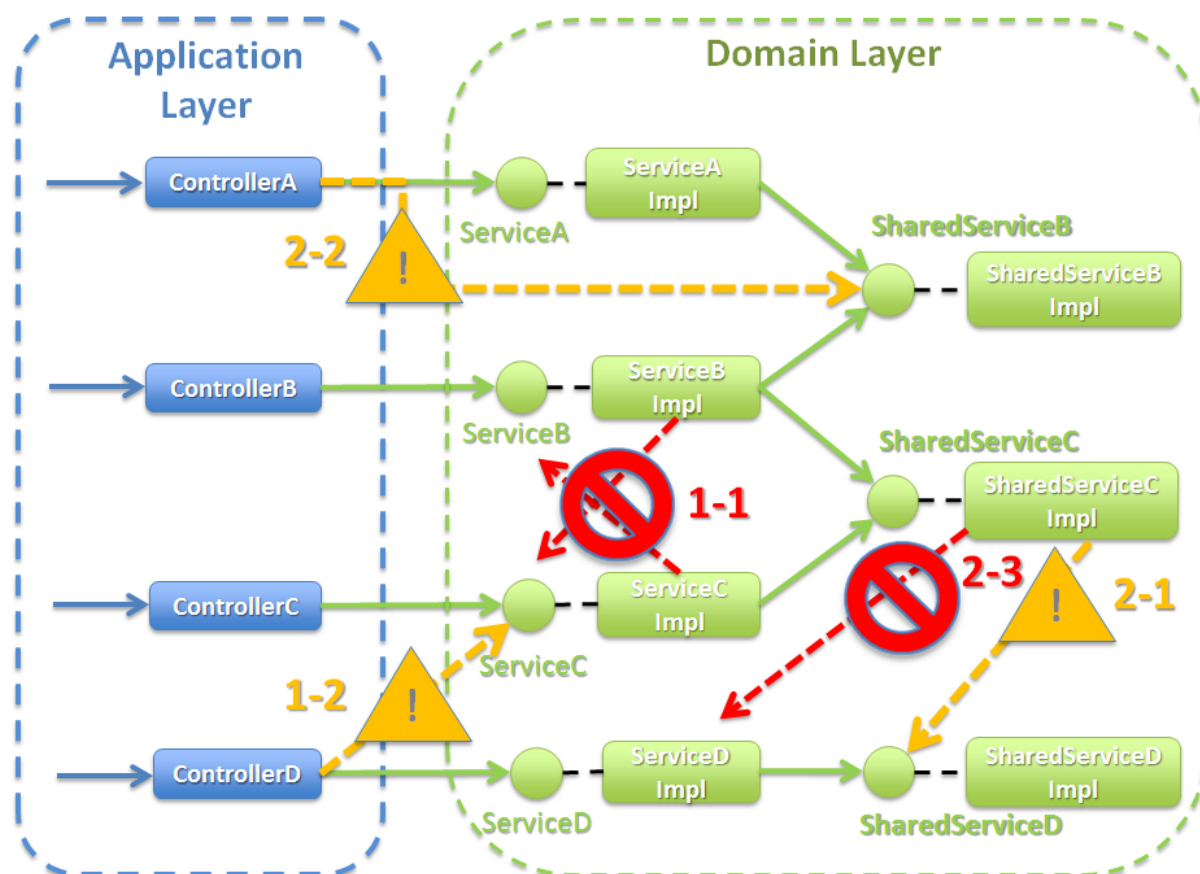 Application
Layer
Domain Layer
ControllerA
ServiceA
Impl
ServiceA
SharedServiceB
2-2
!
SharedServiceB
Impl
ControllerB
ServiceB
Impl
ServiceB
SharedServiceC
1-1
SharedServiceC
Impl
2-3
!
2-1
ControllerC
ServiceC
Impl
ServiceC
1-2
!
ControllerD
ServiceD
Impl
SharedServiceD
Impl
ServiceD
SharedServiceD